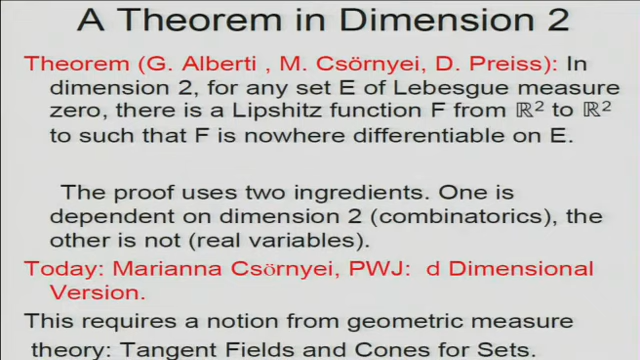 A Theorem in Dimension 2
Theorem (G. Alberti , M. Csörnyei, D. Preiss): In
dimension 2, for any set E of Lebesgue measure
zero, there is a Lipshitz function F from ℝ² to ℝ²
to such that F is nowhere differentiable on E.
The proof uses two ingredients. One is
dependent on dimension 2 (combinatorics), the
other is not (real variables).
Today: Marianna Csörnyei, PWJ: d Dimensional
Version.
This requires a notion from geometric measure
theory: Tangent Fields and Cones for Sets.